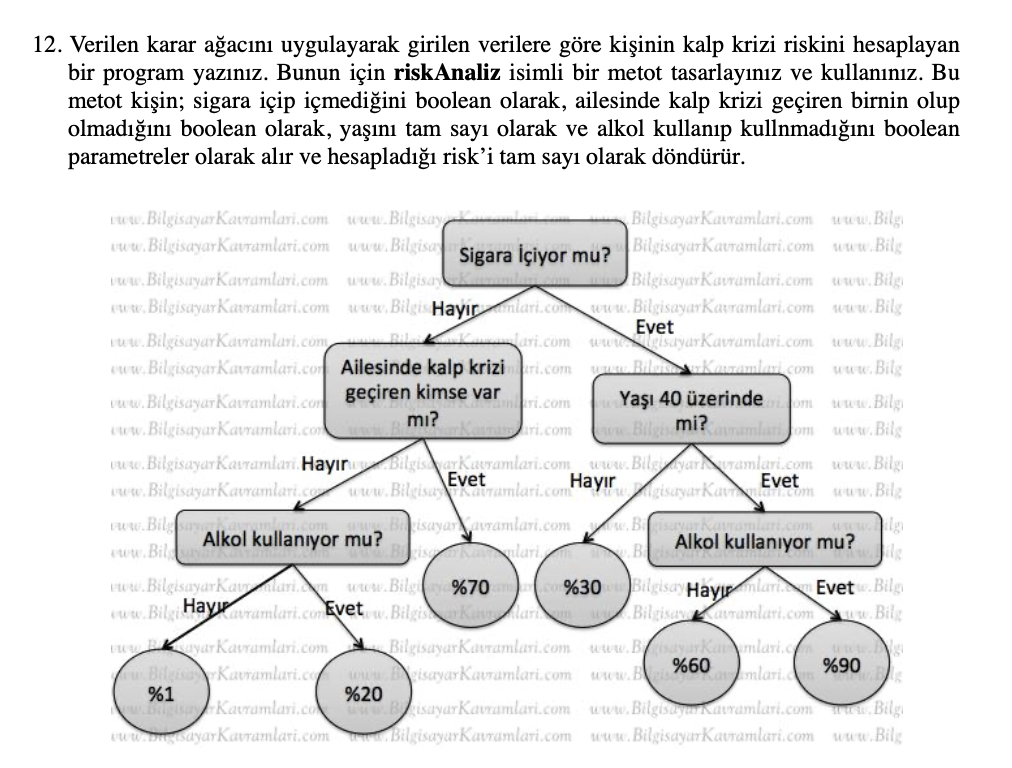 12. Verilen karar ağacını uygulayarak girilen verilere göre kişinin kalp krizi riskini hesaplayan
bir program yazınız. Bunun için riskAnaliz isimli bir metot tasarlayınız ve kullanınız. Bu
metot kişin; sigara içip içmediğini boolean olarak, ailesinde kalp krizi geçiren birnin olup
olmadığını boolean olarak, yaşını tam sayı olarak ve alkol kullanıp kullnmadığını boolean
parametreler olarak alır ve hesapladığı risk’i tam sayı olarak döndürür.
www.BilgisayarKavramlari.com
Sigara İçiyor mu?
Hayır
Evet
Ailesinde kalp krizi
geçiren kimse var
mı?
Yaşı 40 üzerinde
mi?
Hayır
Evet
Hayır
Evet
Alkol kullanıyor mu?
Alkol kullanıyor mu?
%70
%30
Hayır
Evet
Hayır
Evet
%60
%90
%1
%20